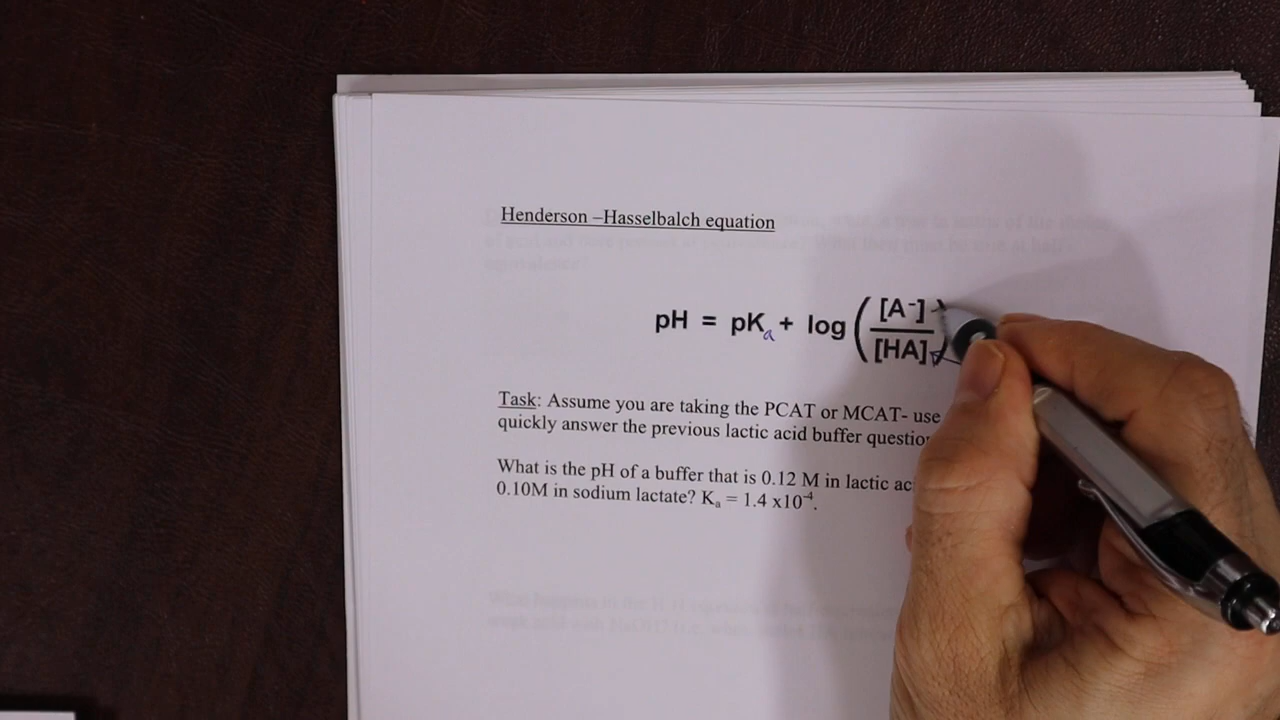 Henderson –Hasselbalch equation
pH = pKa + log ([A-]/[HA])
Task: Assume you are taking the PCAT or MCAT- use
quickly answer the previous lactic acid buffer
What is the pH of a buffer that is 0.12 M in lactic
0.10M in sodium lactate? Ka = 1.4 x10-4.